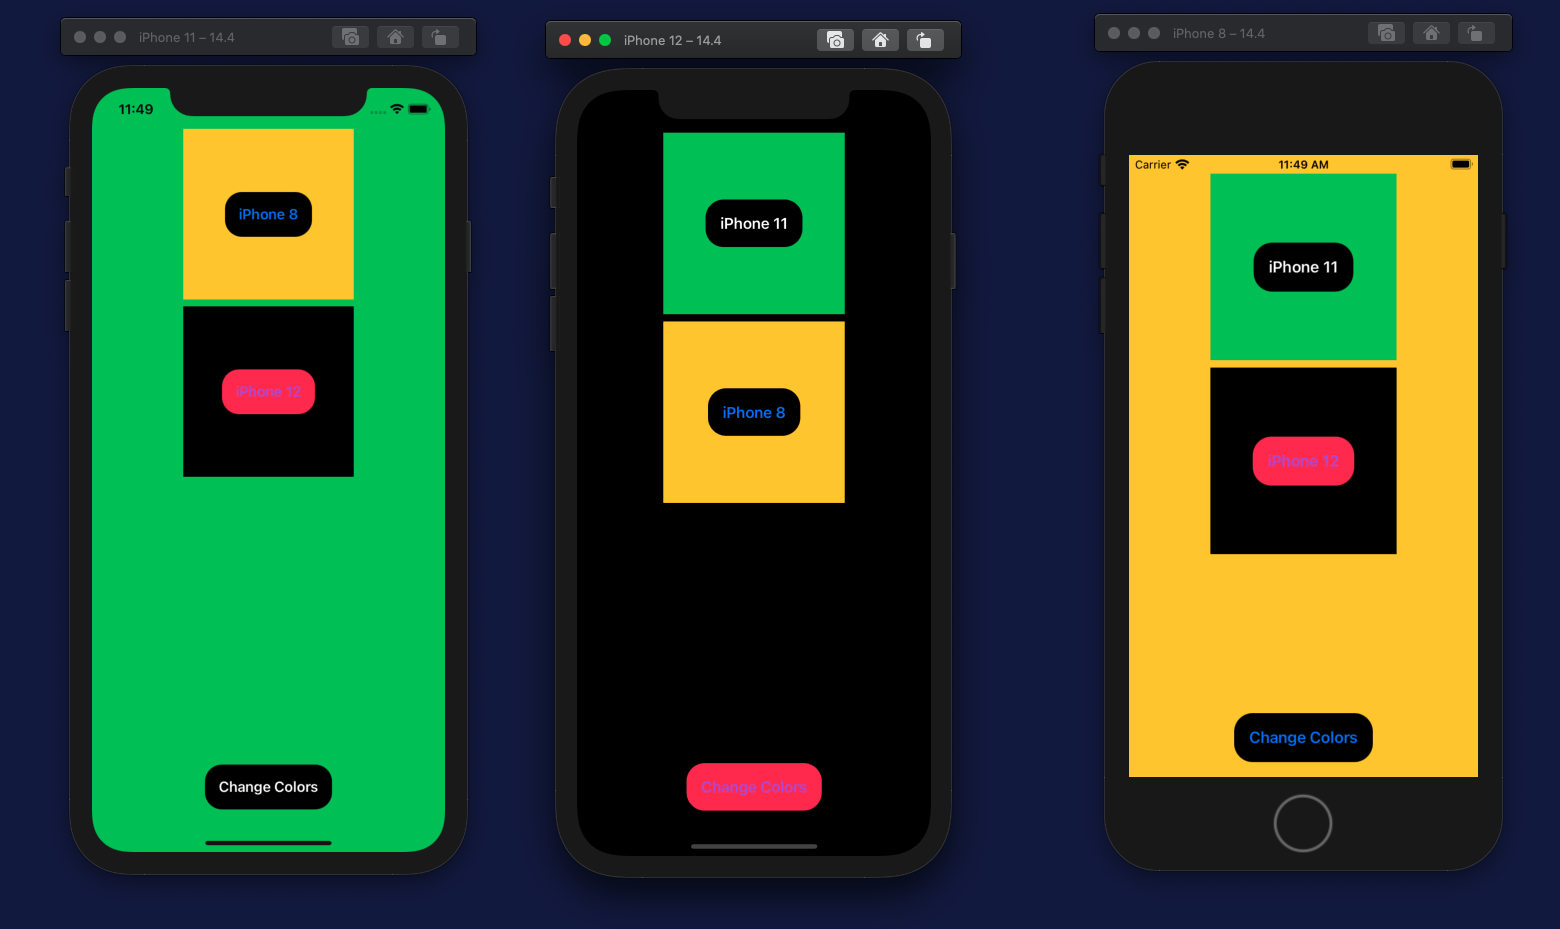 iPhone 11 – 14.4
11:49
iPhone 8
iPhone 12
Change Colors
iPhone 12 – 14.4
iPhone 11
iPhone 8
Change Colors
iPhone 8 – 14.4
Carrier 11:49 AM
iPhone 11
iPhone 12
Change Colors